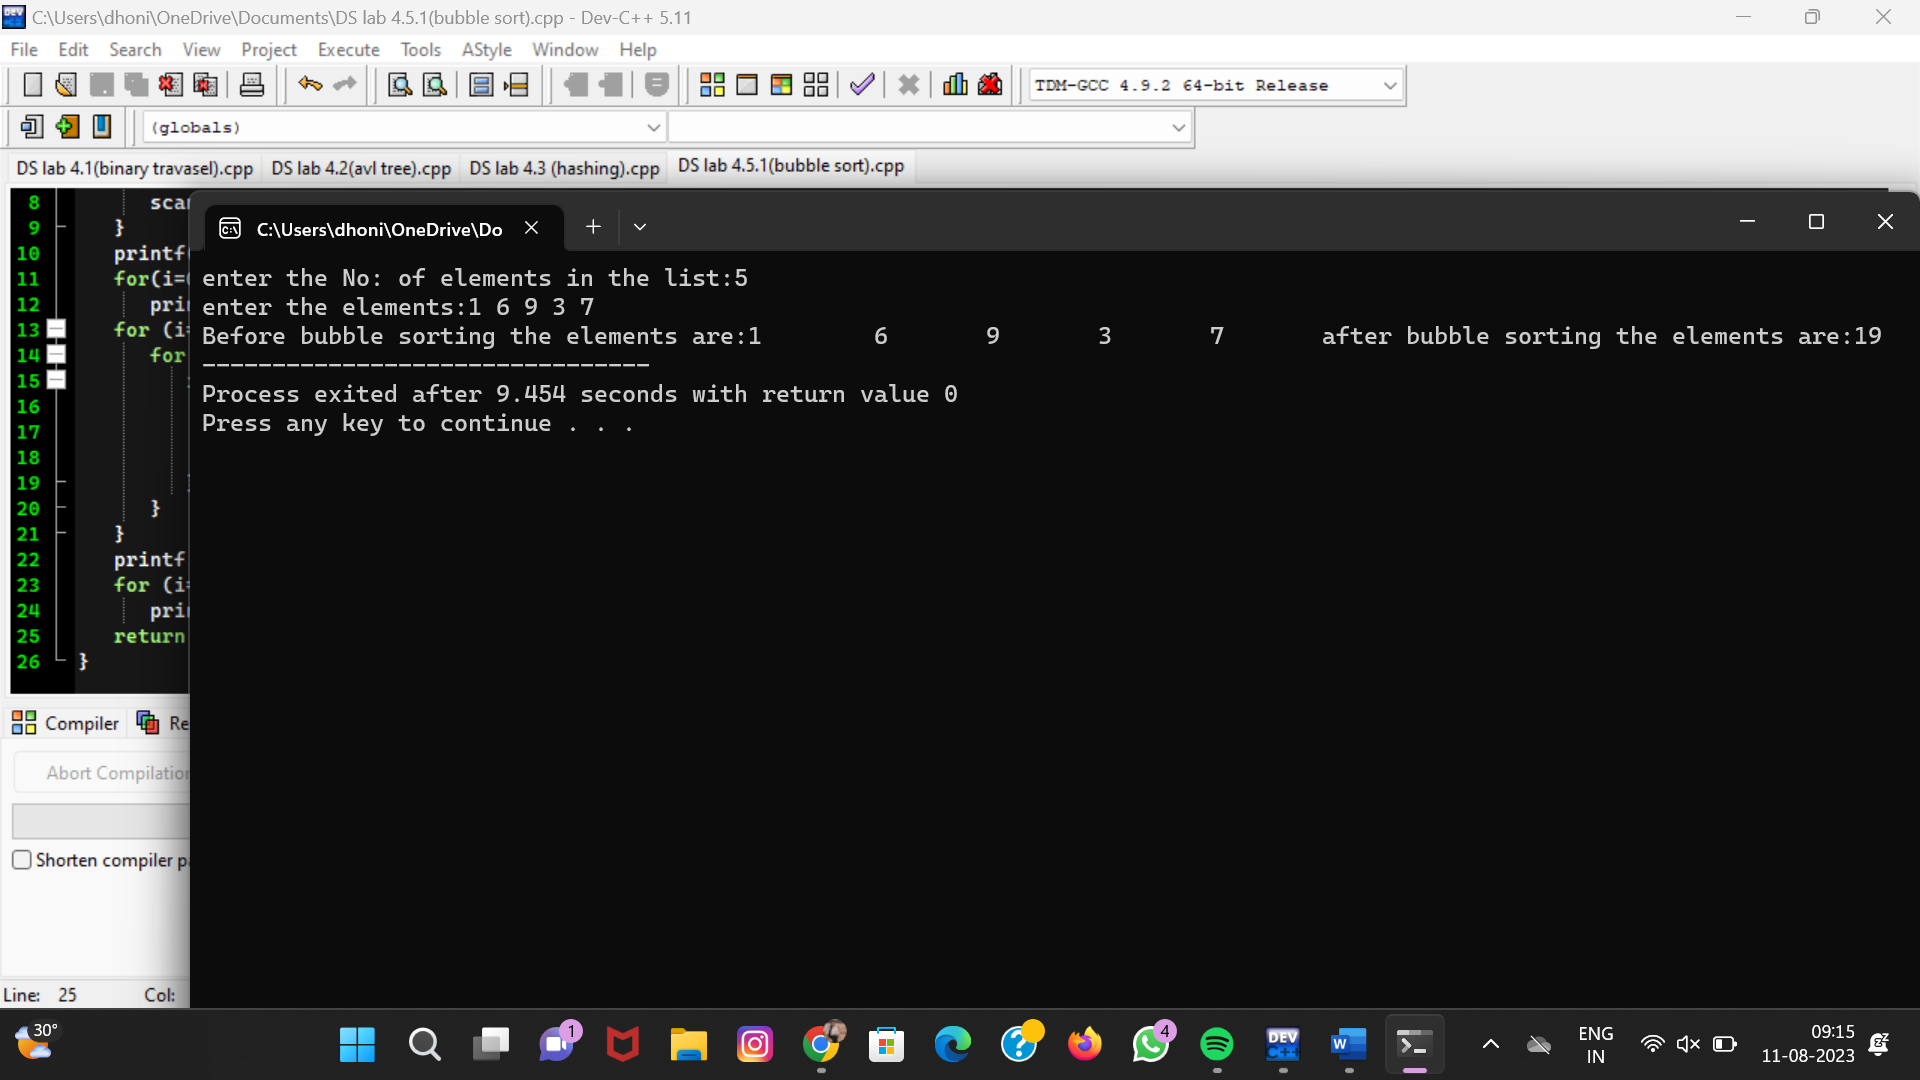 C:\Users\dhoni\OneDrive\Documents\DS lab 4.5.1(bubble sort).cpp - Dev-C++ 5.11
File Edit Search View Project Execute Tools AStyle Window Help
TDM-GCC 4.9.2 64-bit Release
(globals)
DS lab 4.1(binary travasel).cpp DS lab 4.2(avl tree).cpp DS lab 4.3 (hashing).cpp DS lab 4.5.1(bubble sort).cpp
C:\Users\dhoni\OneDrive\Do
8 scan
9 }
10 printf(
11 for(i=0
12 prin
13 for (i=
14 for
15
16
17
18
19 }
20 }
21 }
22 printf
23 for (i=
24 prin
25 return
26 }
enter the No: of elements in the list:5
enter the elements:1 6 9 3 7
Before bubble sorting the elements are:1 6 9 3 7 after bubble sorting the elements are:19
--------------------------------
Process exited after 9.454 seconds with return value 0
Press any key to continue . . .
Compiler Re
Abort Compilation
Shorten compiler pa
Line: 25 Col:
30°
1
4
DEV C++
W
ENG
IN
09:15
11-08-2023